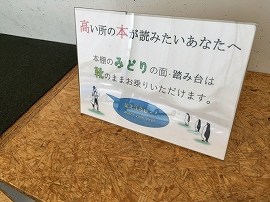 高い所の本が読みたいあなたへ
本棚のみどりの面・踏み台は
靴のままお乗りいただけます。